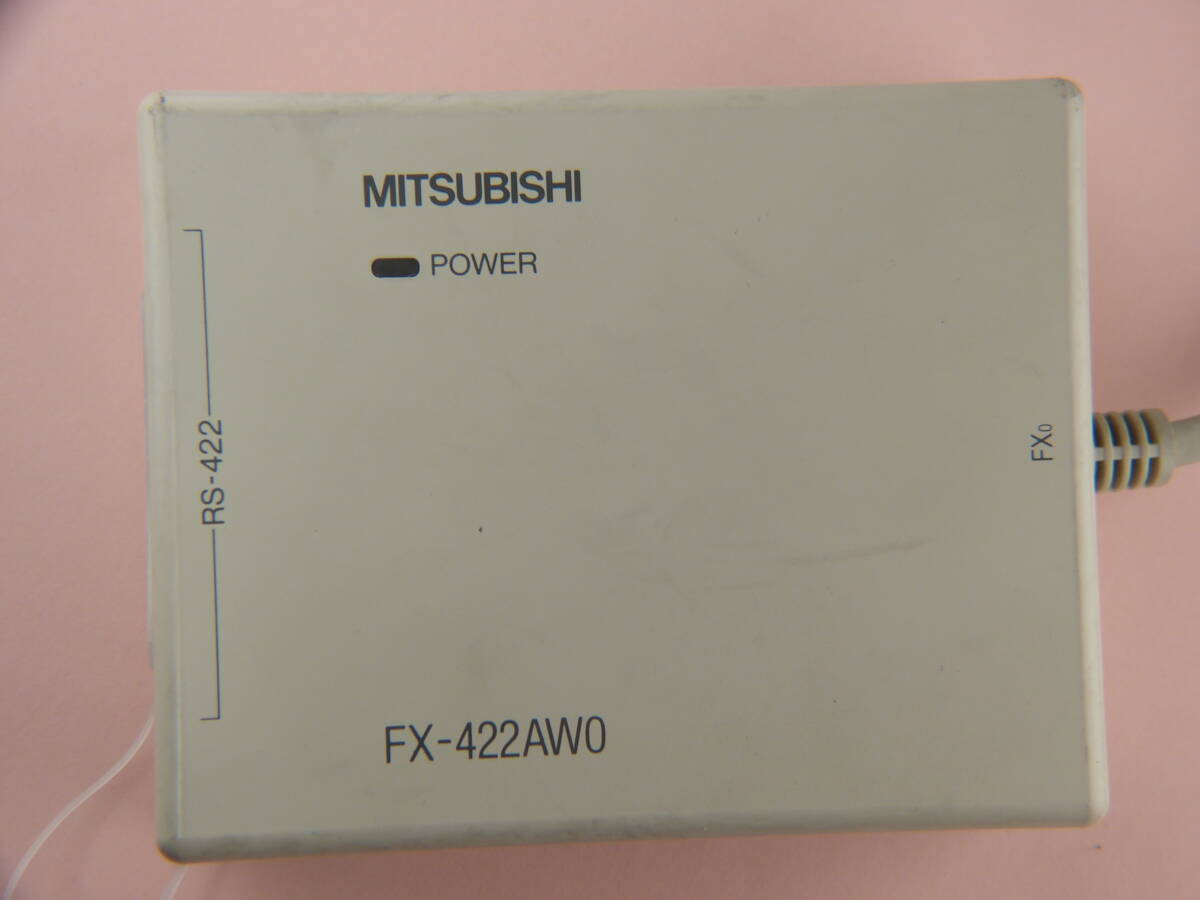 MITSUBISHI
POWER
RS-422
FX0
FX-422AW0